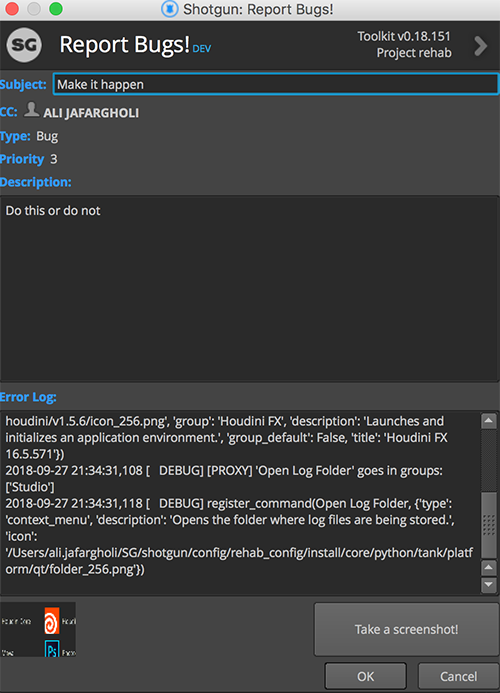 Shotgun: Report Bugs!
SG Report Bugs! DEV
Toolkit v0.18.151
Project rehab
Subject: Make it happen
CC: ALI JAFARGHOLI
Type: Bug
Priority 3
Description:
Do this or do not
Error Log:
houdini/v1.5.6/icon_256.png', 'group': 'Houdini FX', 'description': 'Launches and
initializes an application environment.', 'group_default': False, 'title': 'Houdini FX
16.5.571'})
2018-09-27 21:34:31,108 [   DEBUG] [PROXY] 'Open Log Folder' goes in groups:
['Studio']
2018-09-27 21:34:31,118 [   DEBUG] register_command(Open Log Folder, {'type':
'context_menu', 'description': 'Opens the folder where log files are being stored.',
'icon':
'/Users/ali.jafargholi/SG/shotgun/config/rehab_config/install/core/python/tank/platf
orm/qt/folder_256.png'})
Ps
Take a screenshot!
OK
Cancel